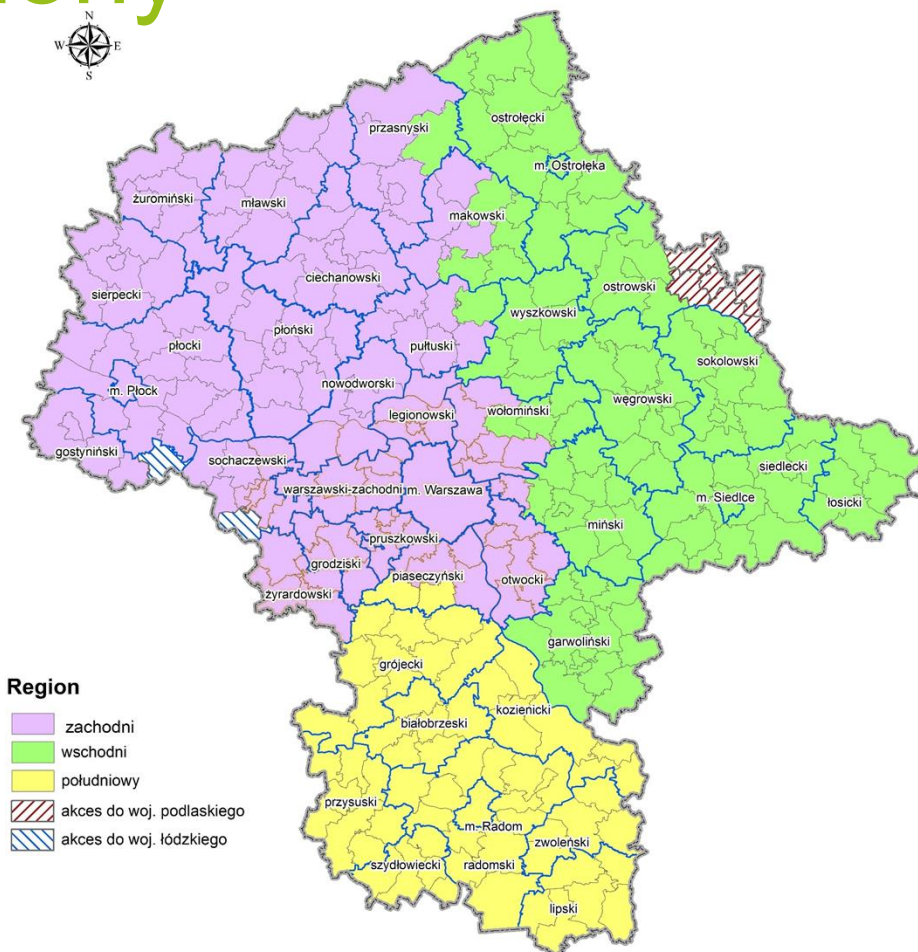 N
W E
S
przasnyski
ostrołęcki
m. Ostrołęka
żuromiński
mławski
makowski
ciechanowski
sierpecki
ostrowski
wyszkowski
płoński
płocki
pułtuski
sokolowski
nowodworski
m. Płock
węgrowski
legionowski
wołomiński
gostyniński
sochaczewski
siedlecki
warszawski-zachodni
m. Warszawa
m. Siedlce
łosicki
miński
pruszkowski
grodziski
piaseczyński
otwocki
żyrardowski
garwoliński
grójecki
kozienicki
białobrzeski
przysuski
m. Radom
zwoleński
szydłowiecki
radomski
lipski
Region
zachodni
wschodni
południowy
akces do woj. podlaskiego
akces do woj. łódzkiego